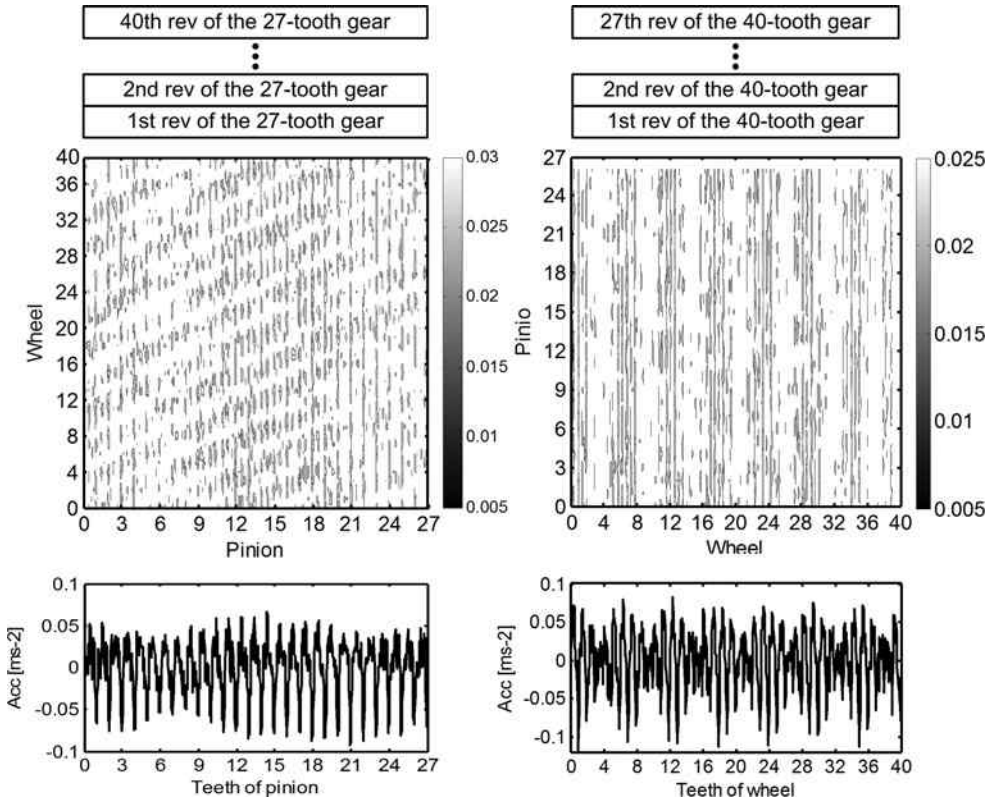 40th rev of the 27-tooth gear
2nd rev of the 27-tooth gear
1st rev of the 27-tooth gear
27th rev of the 40-tooth gear
2nd rev of the 40-tooth gear
1st rev of the 40-tooth gear
Wheel
40
36
32
28
24
20
16
12
8
4
0
0 3 6 9 12 15 18 21 24 27
Pinion
0.03
0.025
0.02
0.015
0.01
0.005
Pinio
27
24
21
18
15
12
9
6
3
0
0 4 8 12 16 20 24 28 32 36 40
Wheel
0.025
0.02
0.015
0.01
0.005
Acc [ms-2]
0.1
0.05
0
-0.05
-0.1
0 3 6 9 12 15 18 21 24 27
Teeth of pinion
Acc [ms-2]
0.1
0.05
0
-0.05
-0.1
0 4 8 12 16 20 24 28 32 36 40
Teeth of wheel